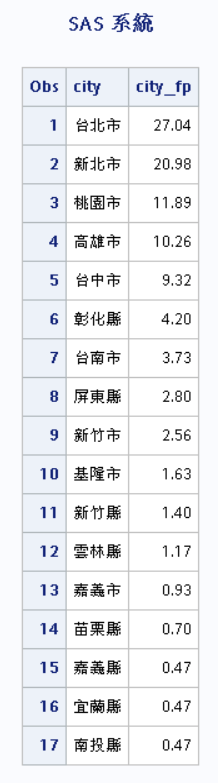 SAS 系統
Obs city city_fp
1 台北市 27.04
2 新北市 20.98
3 桃園市 11.89
4 高雄市 10.26
5 台中市 9.32
6 彰化縣 4.20
7 台南市 3.73
8 屏東縣 2.80
9 新竹市 2.56
10 基隆市 1.63
11 新竹縣 1.40
12 雲林縣 1.17
13 嘉義市 0.93
14 苗栗縣 0.70
15 嘉義縣 0.47
16 宜蘭縣 0.47
17 南投縣 0.47